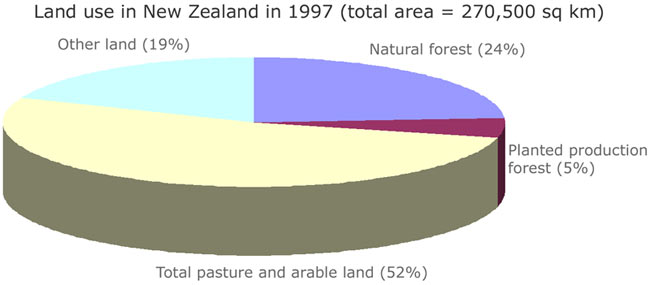 Land use in New Zealand in 1997 (total area = 270,500 sq km)
Other land (19%)
Natural forest (24%)
Planted production
forest (5%)
Total pasture and arable land (52%)